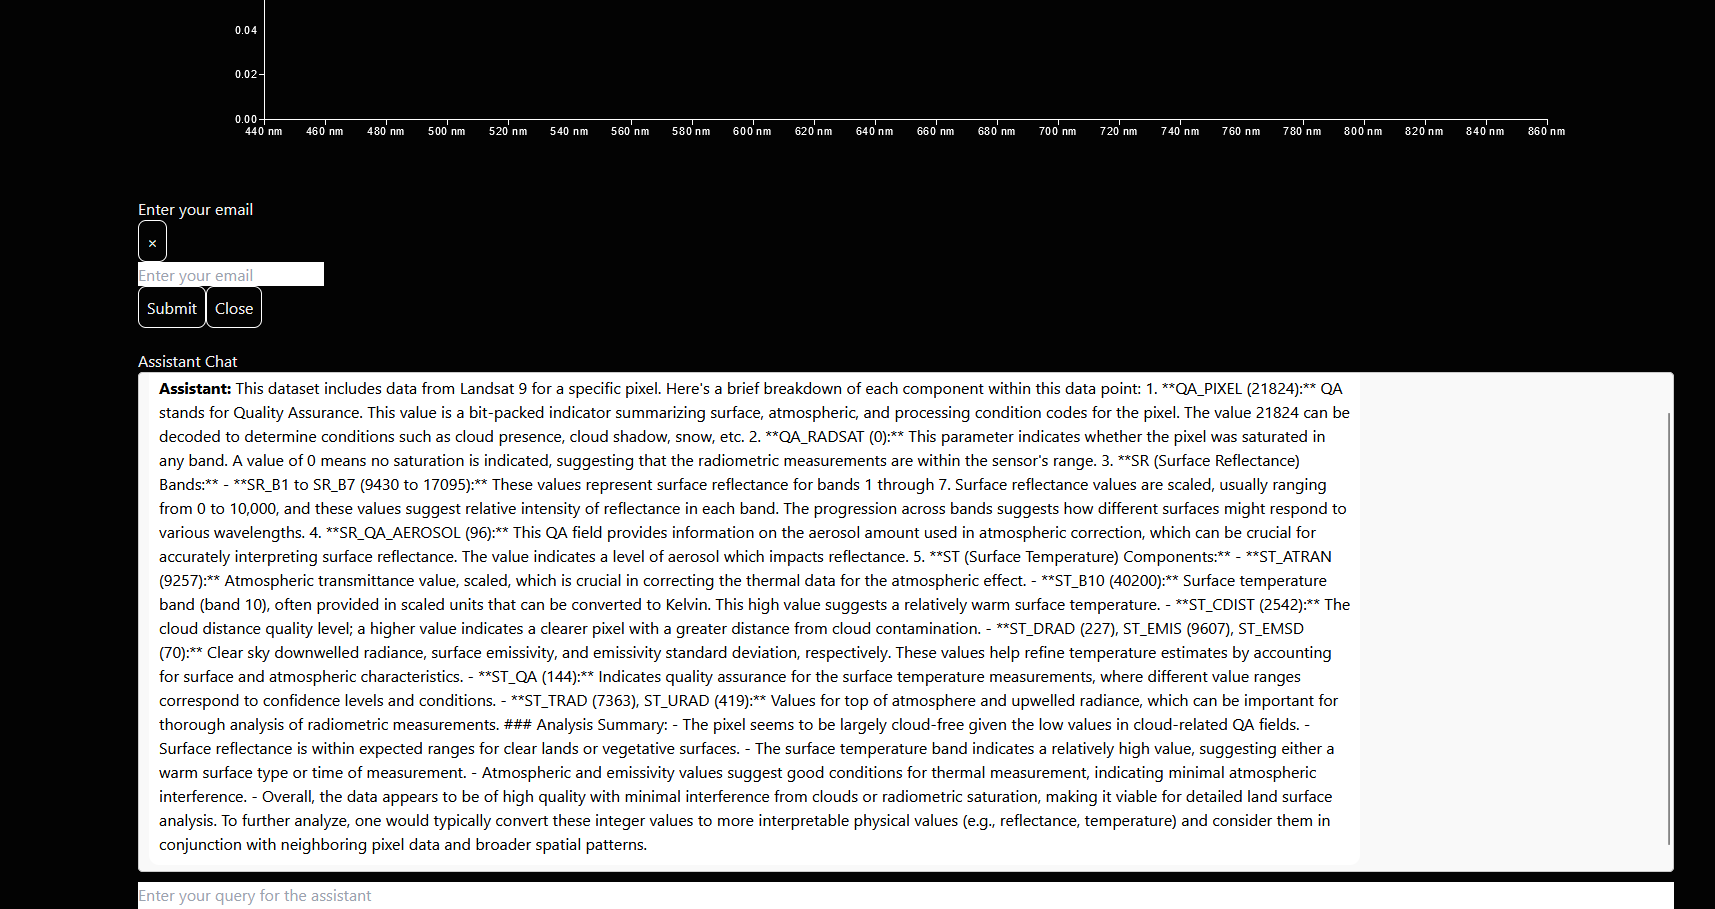 0.04
0.02
0.00
440 nm 460 nm 480 nm 500 nm 520 nm 540 nm 560 nm 580 nm 600 nm 620 nm 640 nm 660 nm 680 nm 700 nm 720 nm 740 nm 760 nm 780 nm 800 nm 820 nm 840 nm 860 nm
Enter your email
×
Enter your email
Submit Close
Assistant Chat
Assistant: This dataset includes data from Landsat 9 for a specific pixel. Here's a brief breakdown of each component within this data point: 1. **QA_PIXEL (21824):** QA
stands for Quality Assurance. This value is a bit-packed indicator summarizing surface, atmospheric, and processing condition codes for the pixel. The value 21824 can be
decoded to determine conditions such as cloud presence, cloud shadow, snow, etc. 2. **QA_RADSAT (0):** This parameter indicates whether the pixel was saturated in
any band. A value of 0 means no saturation is indicated, suggesting that the radiometric measurements are within the sensor's range. 3. **SR (Surface Reflectance)
Bands:** - **SR_B1 to SR_B7 (9430 to 17095):** These values represent surface reflectance for bands 1 through 7. Surface reflectance values are scaled, usually ranging
from 0 to 10,000, and these values suggest relative intensity of reflectance in each band. The progression across bands suggests how different surfaces might respond to
various wavelengths. 4. **SR_QA_AEROSOL (96):** This QA field provides information on the aerosol amount used in atmospheric correction, which can be crucial for
accurately interpreting surface reflectance. The value indicates a level of aerosol which impacts reflectance. 5. **ST (Surface Temperature) Components:** - **ST_ATRAN
(9257):** Atmospheric transmittance value, scaled, which is crucial in correcting the thermal data for the atmospheric effect. - **ST_B10 (40200):** Surface temperature
band (band 10), often provided in scaled units that can be converted to Kelvin. This high value suggests a relatively warm surface temperature. - **ST_CDIST (2542):** The
cloud distance quality level; a higher value indicates a clearer pixel with a greater distance from cloud contamination. - **ST_DRAD (227), ST_EMIS (9607), ST_EMSD
(70):** Clear sky downwelled radiance, surface emissivity, and emissivity standard deviation, respectively. These values help refine temperature estimates by accounting
for surface and atmospheric characteristics. - **ST_QA (144):** Indicates quality assurance for the surface temperature measurements, where different value ranges
correspond to confidence levels and conditions. - **ST_TRAD (7363), ST_URAD (419):** Values for top of atmosphere and upwelled radiance, which can be important for
thorough analysis of radiometric measurements. ### Analysis Summary: - The pixel seems to be largely cloud-free given the low values in cloud-related QA fields. -
Surface reflectance is within expected ranges for clear lands or vegetative surfaces. - The surface temperature band indicates a relatively high value, suggesting either a
warm surface type or time of measurement. - Atmospheric and emissivity values suggest good conditions for thermal measurement, indicating minimal atmospheric
interference. - Overall, the data appears to be of high quality with minimal interference from clouds or radiometric saturation, making it viable for detailed land surface
analysis. To further analyze, one would typically convert these integer values to more interpretable physical values (e.g., reflectance, temperature) and consider them in
conjunction with neighboring pixel data and broader spatial patterns.
Enter your query for the assistant